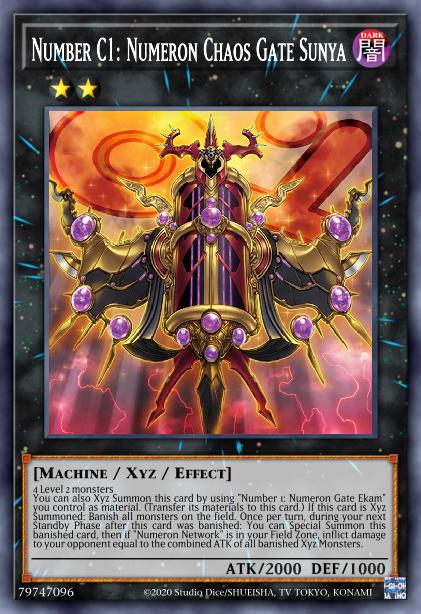 NUMBER C1: NUMERON CHAOS GATE SUNYA
DARK
闇
[MACHINE / XYZ / EFFECT]
4 Level 2 monsters
You can also Xyz Summon this card by using "Number 1: Numeron Gate Ekam"
you control as material. (Transfer its materials to this card.) If this card is Xyz
Summoned: Banish all monsters on the field. Once per turn, during your next
Standby Phase after this card was banished: You can Special Summon this
banished card, then if "Numeron Network" is in your Field Zone, inflict damage
to your opponent equal to the combined ATK of all banished Xyz Monsters.
ATK/2000 DEF/1000
79747096
©2020 Studio Dice/SHUEISHA, TV TOKYO, KONAMI